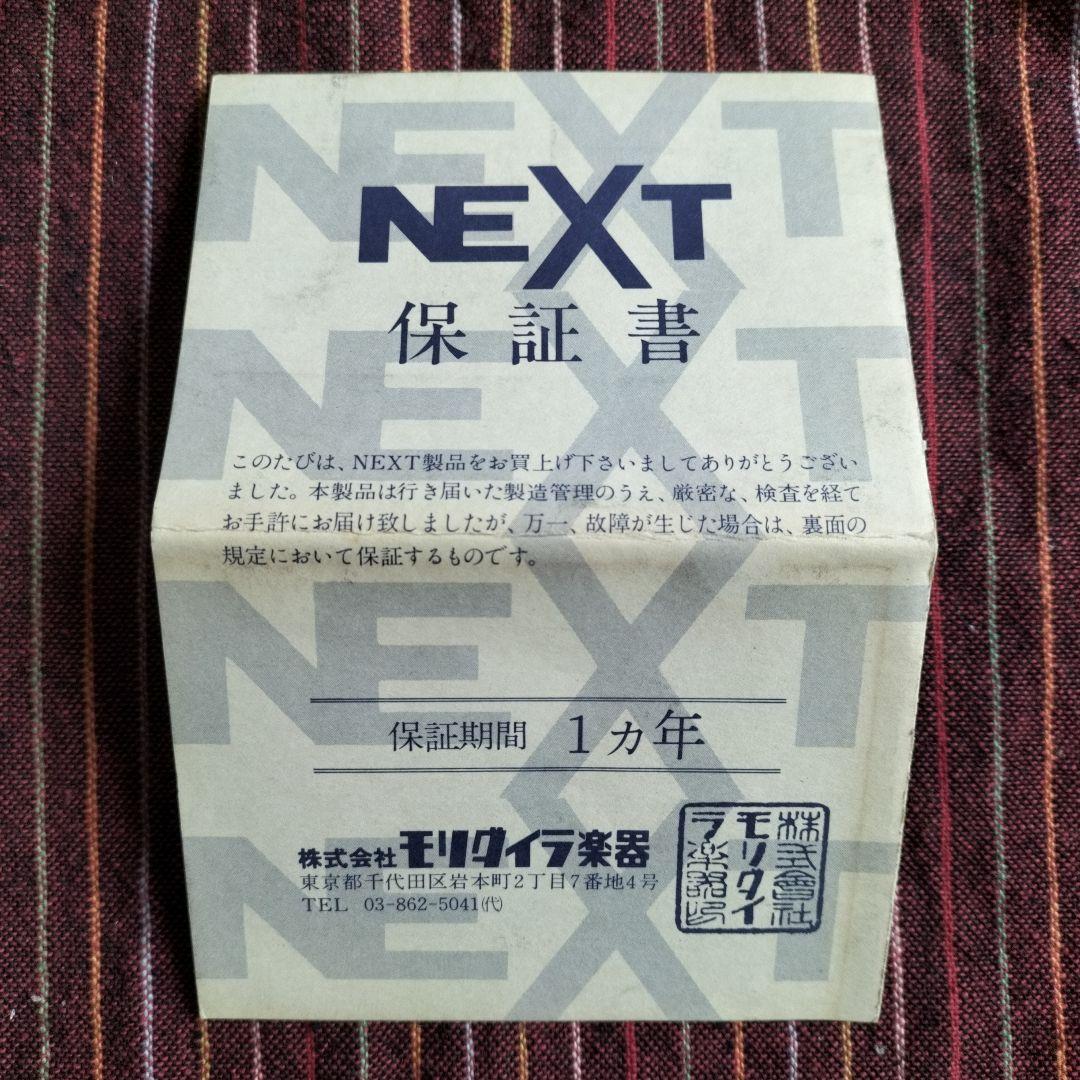 NEXT
保証書
このたびは、NEXT製品をお買上げ下さいましてありがとうござい
ました。本製品は行き届いた製造管理のうえ、厳密な、検査を経て
お手許にお届け致しましたが、万一、故障が生じた場合は、裏面の
規定において保証するものです。
保証期間 1ヵ年
株式会社モリダイラ楽器
東京都千代田区岩本町2丁目7番地4号
TEL 03-862-5041㈹
株式會社
モリダイ
ラ楽器印
NEXT
NEXT
NEXT
NEXT